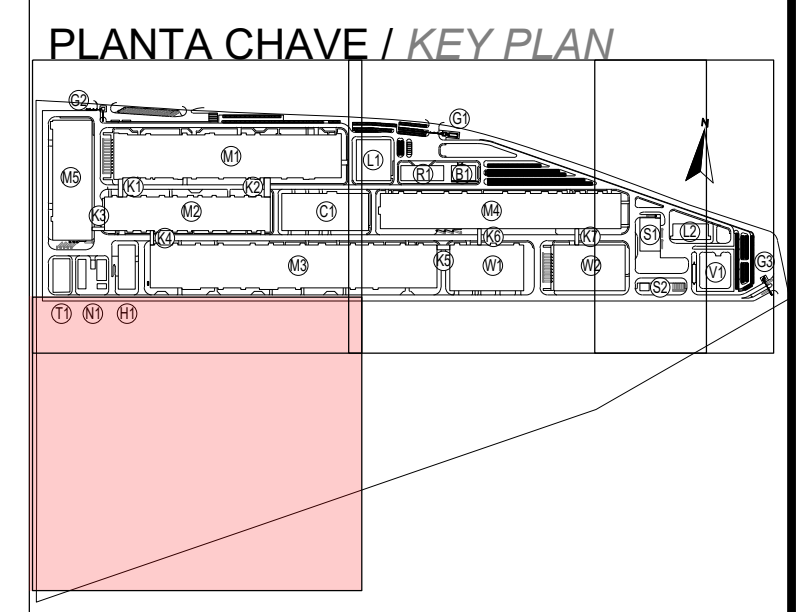 PLANTA CHAVE / KEY PLAN
G2
G1
N
M1
L1
M5
R1
B1
K1
K2
K3
M2
C1
M4
S1
L2
K4
K6
K7
M3
K5
W1
W2
V1
G3
S2
T1
N1
H1